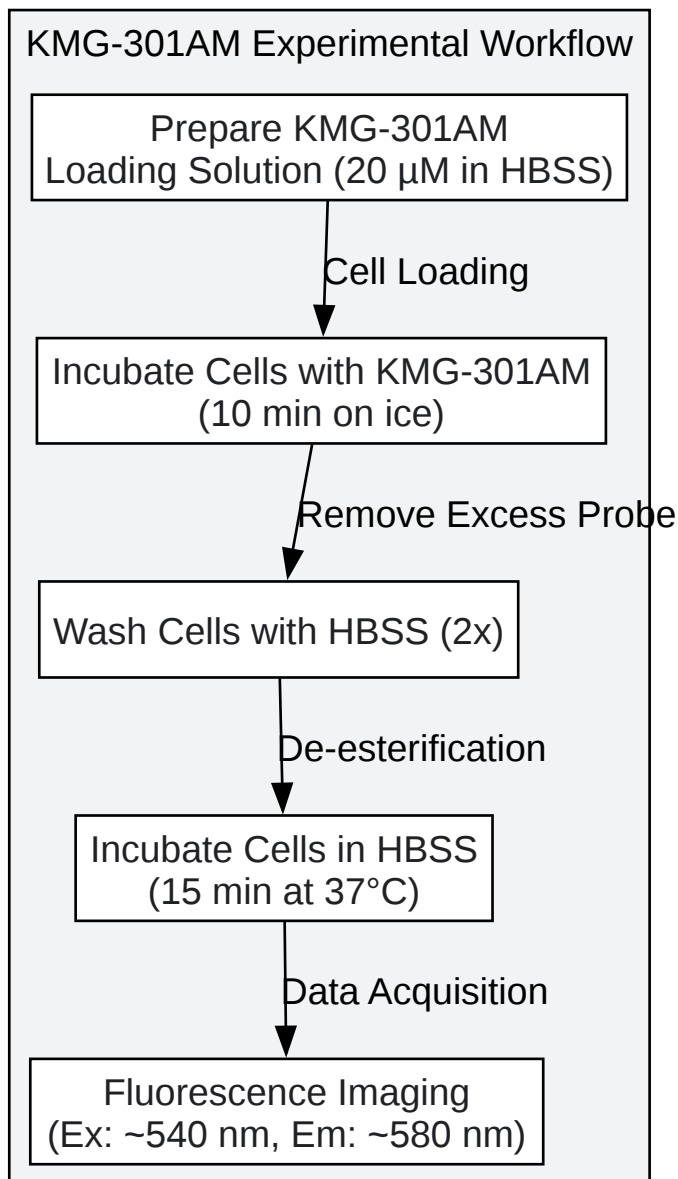 KMG-301AM Experimental Workflow
Prepare KMG-301AM
Loading Solution (20 µM in HBSS)
Cell Loading
Incubate Cells with KMG-301AM
(10 min on ice)
Remove Excess Probe
Wash Cells with HBSS (2x)
De-esterification
Incubate Cells in HBSS
(15 min at 37°C)
Data Acquisition
Fluorescence Imaging
(Ex: ~540 nm, Em: ~580 nm)